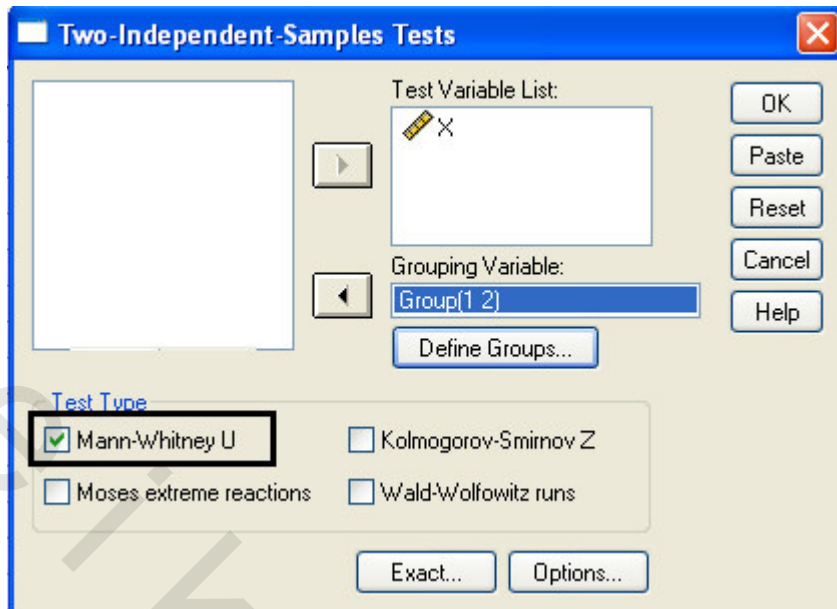 Two-Independent-Samples Tests
Test Variable List:
X
Grouping Variable:
Group(1 2)
Define Groups...
OK
Paste
Reset
Cancel
Help
Test Type
Mann-Whitney U
Kolmogorov-Smirnov Z
Moses extreme reactions
Wald-Wolfowitz runs
Exact...
Options...